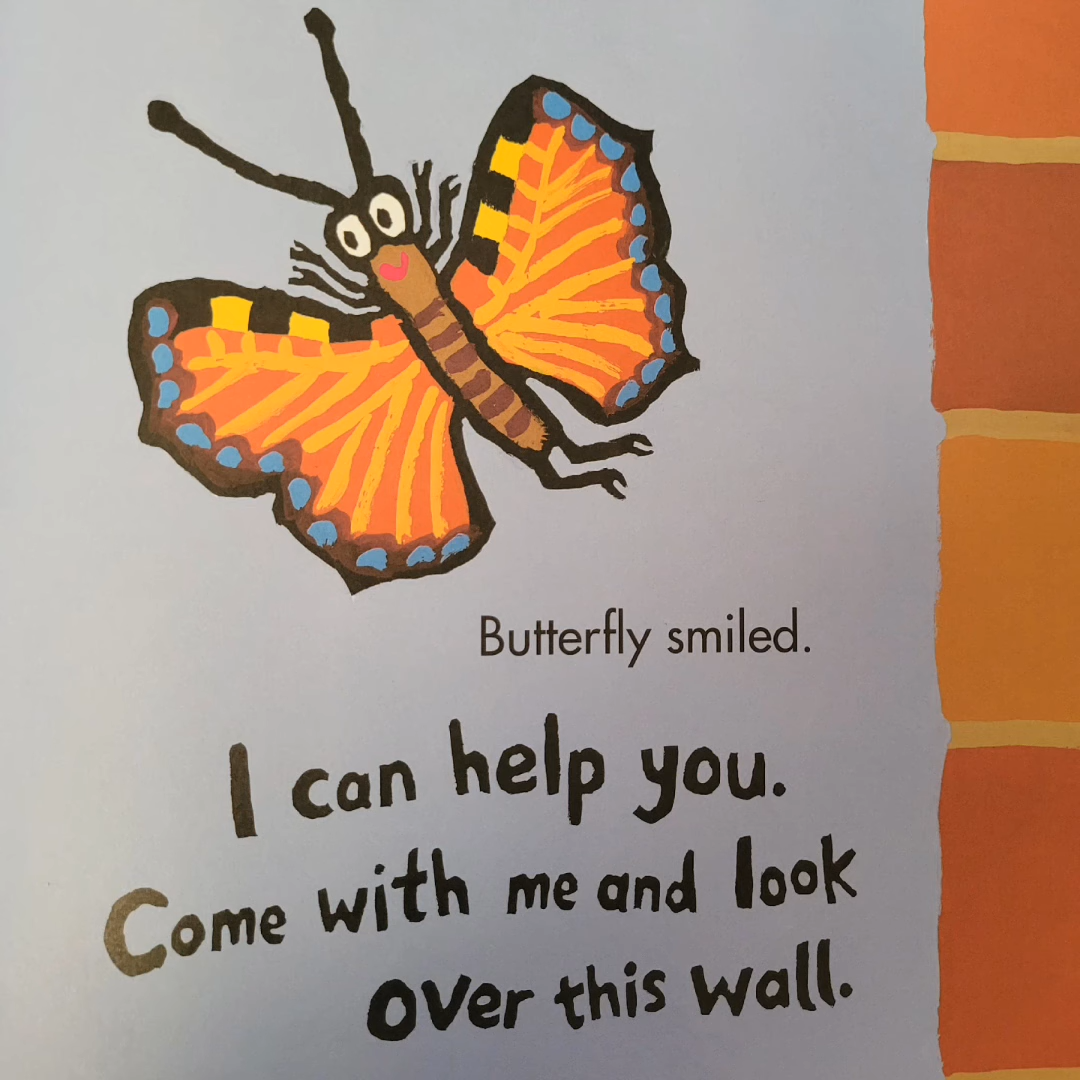 Butterfly smiled.
I can help you.
Come with me and look
over this wall.